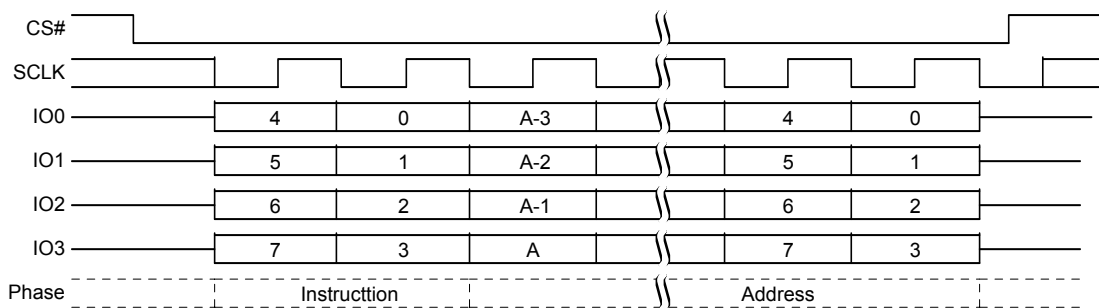 CS#
SCLK
IO0 4 0 A-3 4 0
IO1 5 1 A-2 5 1
IO2 6 2 A-1 6 2
IO3 7 3 A 7 3
Phase Instructtion Address